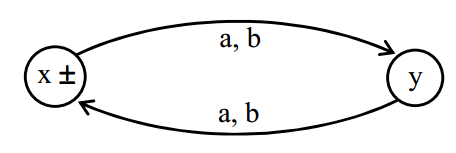 a, b
x ±
y
a, b